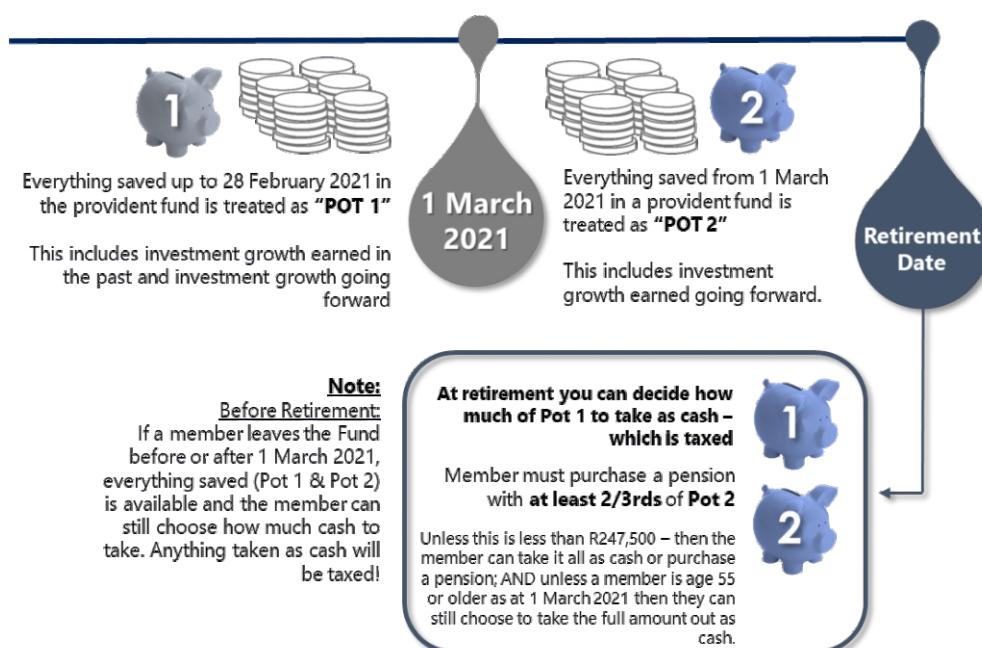 1
Everything saved up to 28 February 2021 in
the provident fund is treated as “POT 1”
This includes investment growth earned in
the past and investment growth going
forward
1 March
2021
2
Everything saved from 1 March
2021 in a provident fund is
treated as “POT 2”
This includes investment
growth earned going forward.
Retirement
Date
Note:
Before Retirement:
If a member leaves the Fund
before or after 1 March 2021,
everything saved (Pot 1 & Pot 2)
is available and the member can
still choose how much cash to
take. Anything taken as cash will
be taxed!
At retirement you can decide how
much of Pot 1 to take as cash –
which is taxed
1
Member must purchase a pension
with at least 2/3rds of Pot 2
2
Unless this is less than R247,500 – then the
member can take it all as cash or purchase
a pension; AND unless a member is age 55
or older as at 1 March 2021 then they can
still choose to take the full amount out as
cash.